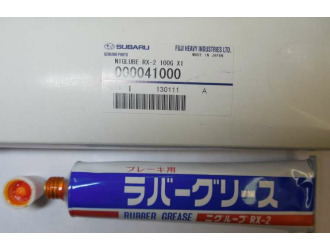 SUBARU
GENUINE PARTS
FUJI HEAVY INDUSTRIES LTD.
MADE IN JAPAN
NIGLUBE RX-2 100G X1
000041000
1 130111 A
ブレーキ用
ラバーグリース
RUBBER GREASE
ニグルーブ RX-2